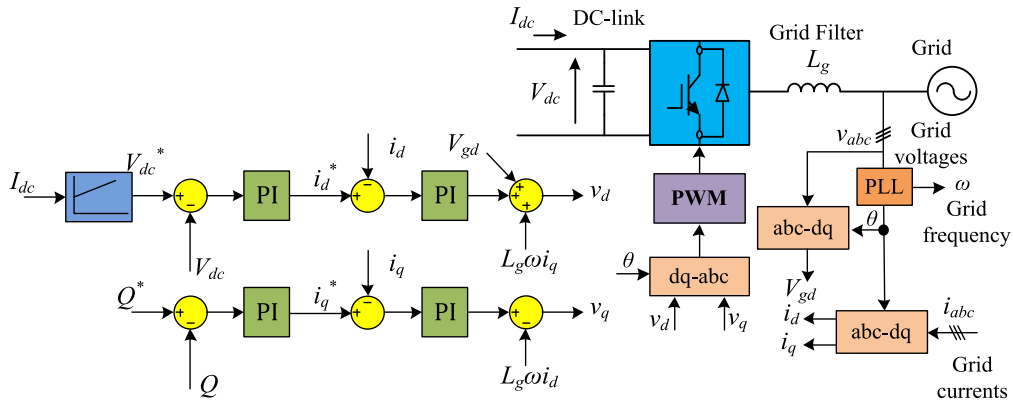 I_dc
DC-link
V_dc
Grid Filter
L_g
Grid
v_abc
Grid
voltages
PLL
ω
Grid
frequency
θ
abc-dq
V_gd
i_d
i_q
abc-dq
i_abc
Grid
currents
PWM
θ
dq-abc
v_d
v_q
I_dc
V_dc*
+
-
V_dc
PI
i_d*
i_d
+
-
PI
V_gd
+
+
L_gωi_q
v_d
Q*
+
-
Q
PI
i_q*
i_q
+
-
PI
+
-
L_gωi_d
v_q